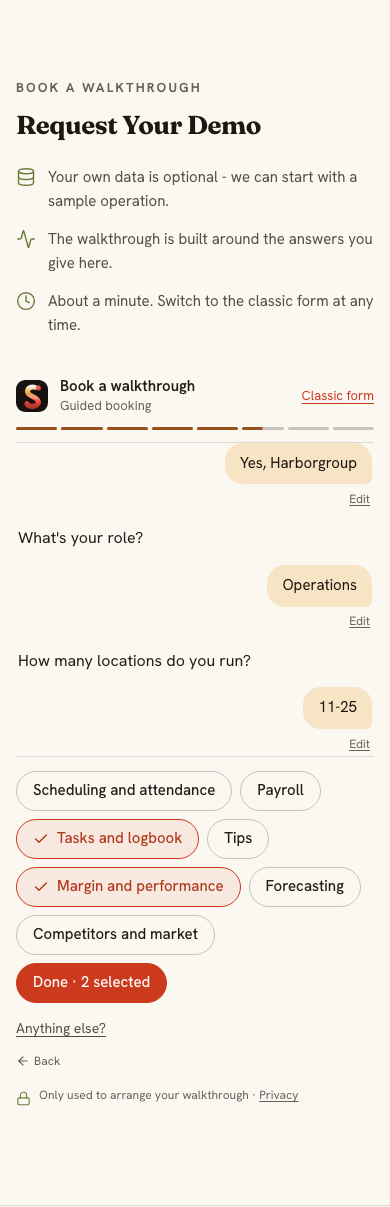 BOOK A WALKTHROUGH
Request Your Demo
Your own data is optional - we can start with a
sample operation.
The walkthrough is built around the answers you
give here.
About a minute. Switch to the classic form at any
time.
Book a walkthrough
Guided booking
Classic form
Yes, Harborgroup
Edit
What's your role?
Operations
Edit
How many locations do you run?
11-25
Edit
Scheduling and attendance
Payroll
Tasks and logbook
Tips
Margin and performance
Forecasting
Competitors and market
Done · 2 selected
Anything else?
Back
Only used to arrange your walkthrough · Privacy